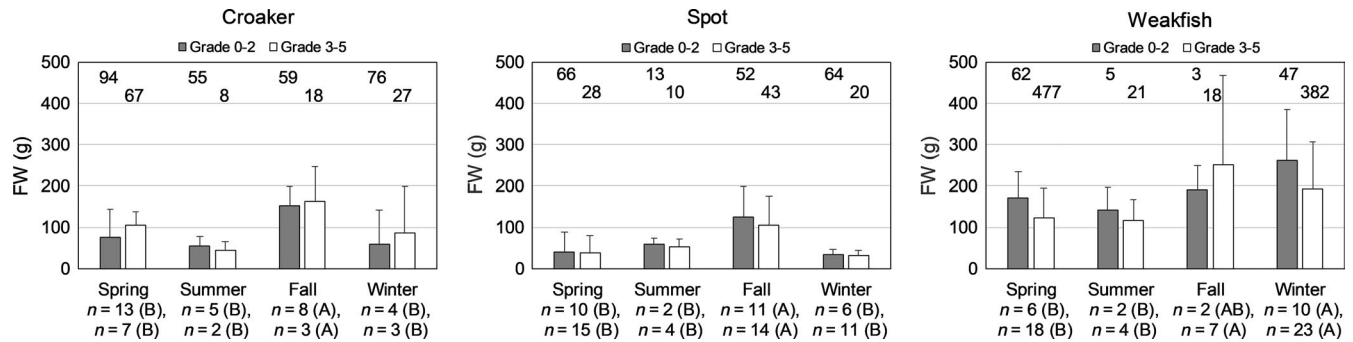 Croaker
Grade 0-2 Grade 3-5
FW (g)
500
400
300
200
100
0
94 55 59 76
67 8 18 27
Spring Summer Fall Winter
n = 13 (B), n = 5 (B) n = 8 (A), n = 4 (B),
n = 7 (B) n = 2 (B) n = 3 (A) n = 3 (B)
Spot
Grade 0-2 Grade 3-5
FW (g)
500
400
300
200
100
0
66 13 52 64
28 10 43 20
Spring Summer Fall Winter
n = 10 (B), n = 2 (B), n = 11 (A) n = 6 (B),
n = 15 (B) n = 4 (B) n = 14 (A) n = 11 (B)
Weakfish
Grade 0-2 Grade 3-5
FW (g)
500
400
300
200
100
0
62 5 3 47
477 21 18 382
Spring Summer Fall Winter
n = 6 (B), n = 2 (B), n = 2 (AB), n = 10 (A),
n = 18 (B) n = 4 (B) n = 7 (A) n = 23 (A)